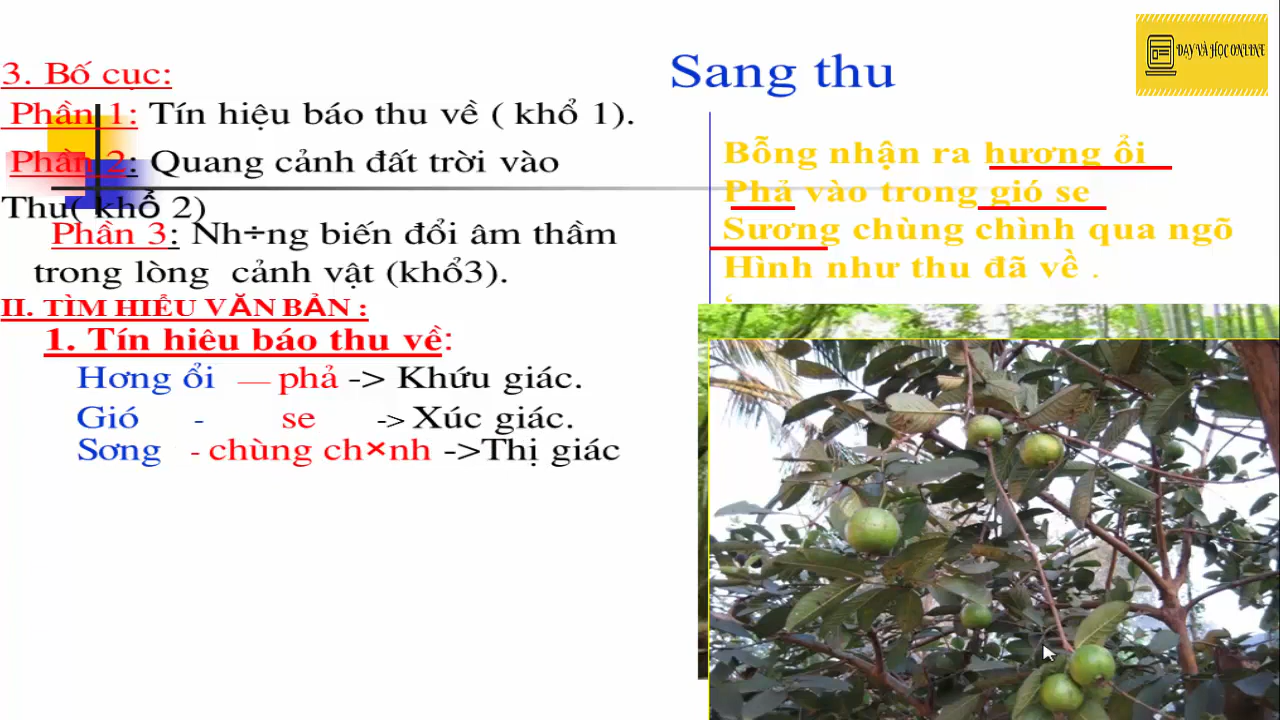 3. Bố cục:
Phần 1: Tín hiệu báo thu về ( khổ 1).
Phần 2: Quang cảnh đất trời vào
Thu( khổ 2)
Phần 3: Nh÷ng biến đổi âm thầm
trong lòng cảnh vật (khổ3).
II. TÌM HIỂU VĂN BẢN :
1. Tín hiêu báo thu về:
Hơng ổi — phả -> Khứu giác.
Gió - se -> Xúc giác.
Sơng - chùng ch×nh ->Thị giác
Sang thu
Bỗng nhận ra hương ổi
Phả vào trong gió se
Sương chùng chình qua ngõ
Hình như thu đã về .
DẠY VÀ HỌC ONLINE